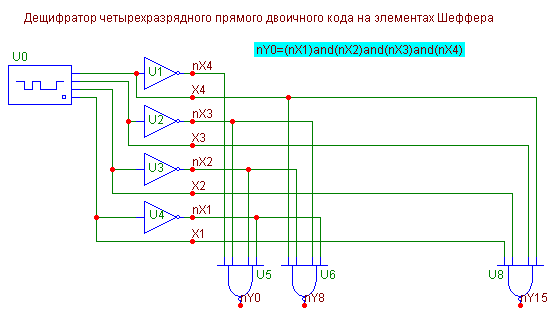 Дещифратор четырехразрядного прямого двоичного кода на элементах Шеффера
nY0=(nX1)and(nX2)and(nX3)and(nX4)
U0
U1
nX4
X4
U2
nX3
X3
U3
nX2
X2
U4
nX1
X1
U5
U6
U8
nY0
nY8
nY15